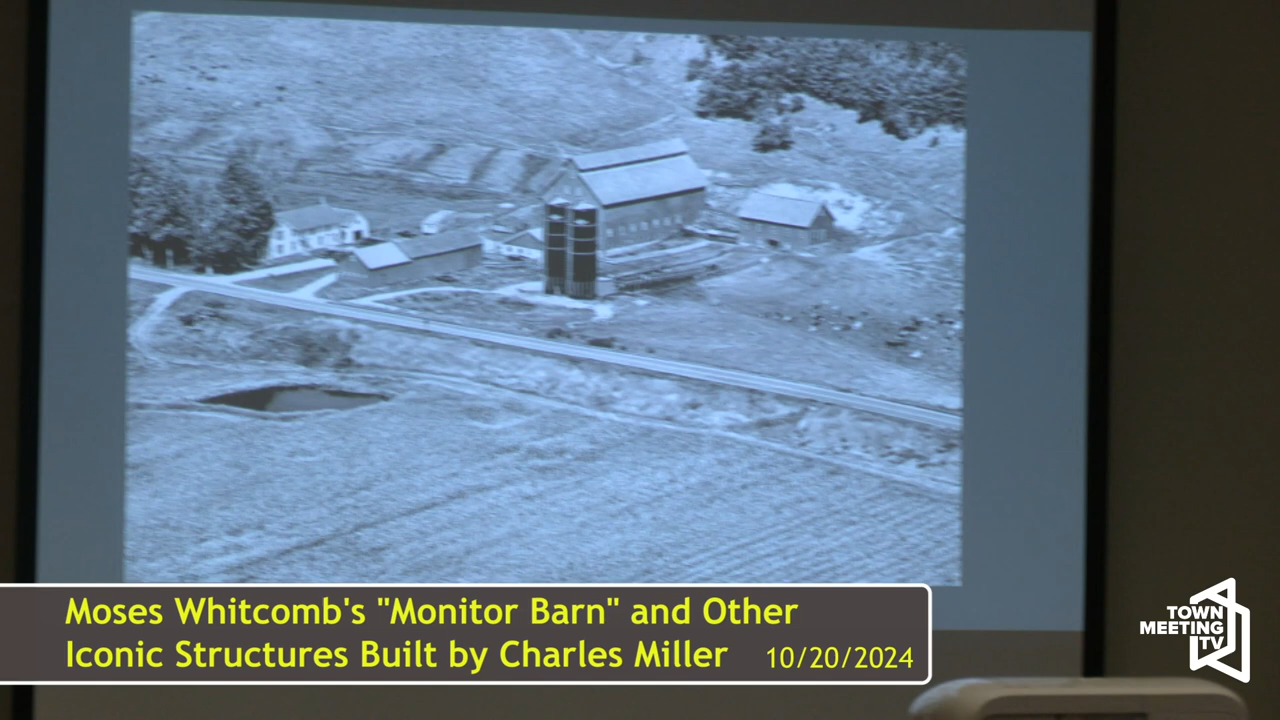 Moses Whitcomb's "Monitor Barn" and Other
Iconic Structures Built by Charles Miller 10/20/2024
TOWN
MEETING
TV